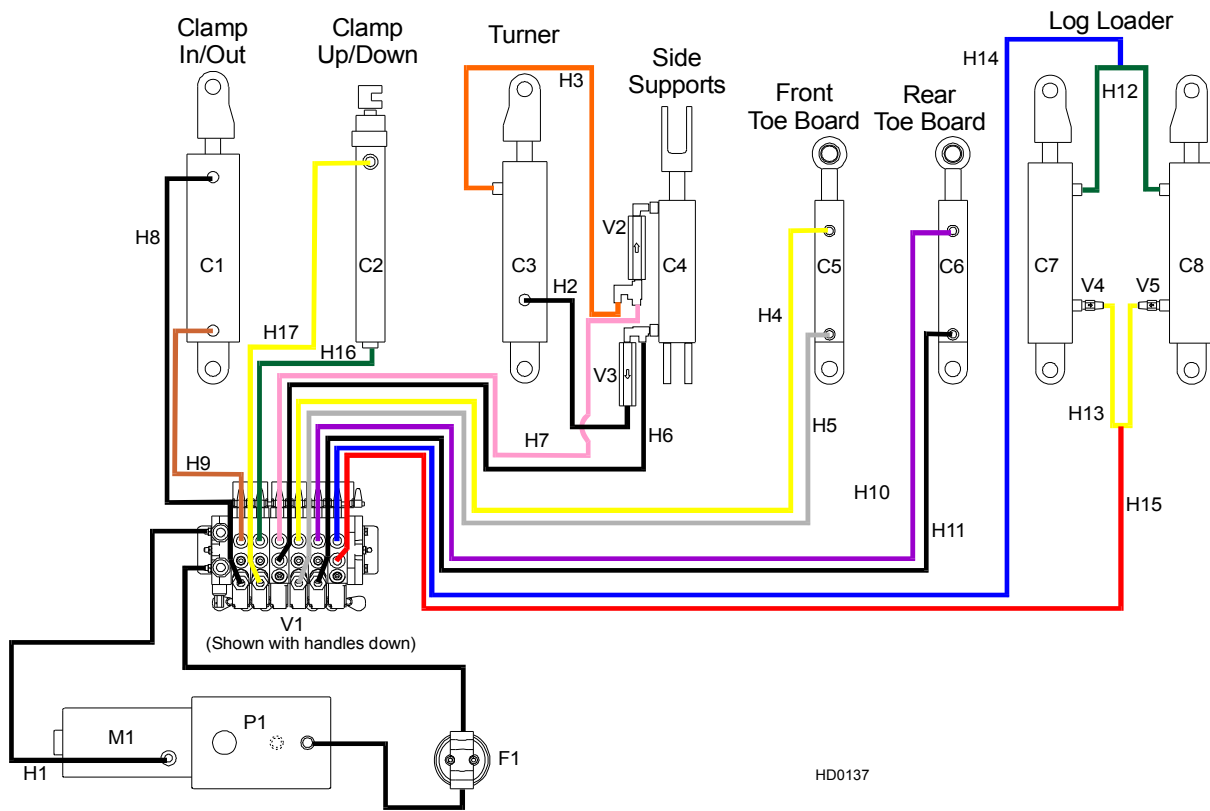 Clamp
In/Out
Clamp
Up/Down
Turner
Side
Supports
Front
Toe Board
Rear
Toe Board
Log Loader
H14
H3
H12
H8
V2
C1
C2
C3
C4
C5
C6
C7
C8
H2
V4
V5
H17
H4
H16
V3
H13
H5
H7
H6
H9
H10
H15
H11
V1
(Shown with handles down)
M1
P1
F1
H1
HD0137